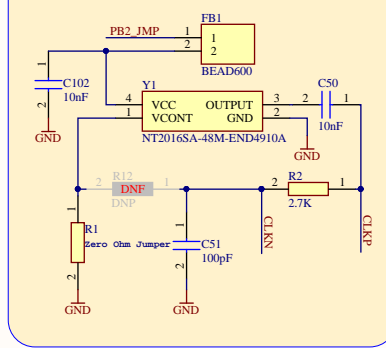 FB1
PB2_JMP 1 1
2 2
BEAD600
1
C102
10nF
2
GND
Y1
4 VCC OUTPUT 3
1 VCONT GND 2
NT2016SA-48M-END4910A
2 C50 1
10nF
GND
2 R12 1
DNF
DNP
2 R2 1
2.7K
1
R1
Zero Ohm Jumper
2
GND
1
C51
100pF
2
GND
CLKN
CLKP